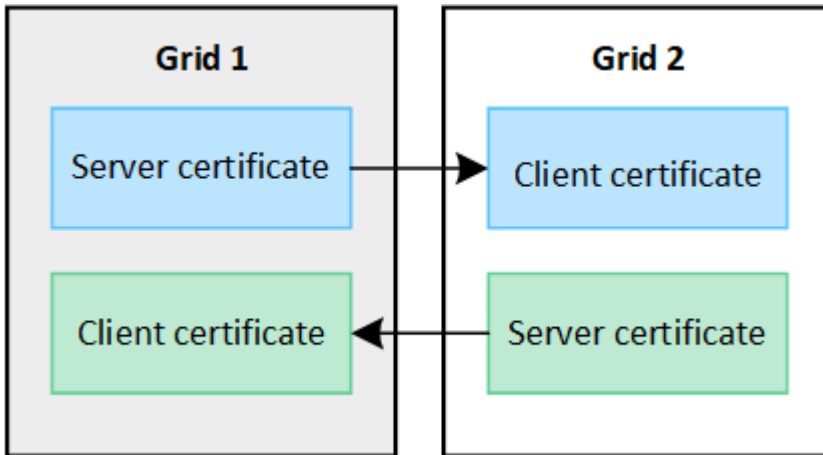 Grid 1
Grid 2
Server certificate
Client certificate
Client certificate
Server certificate